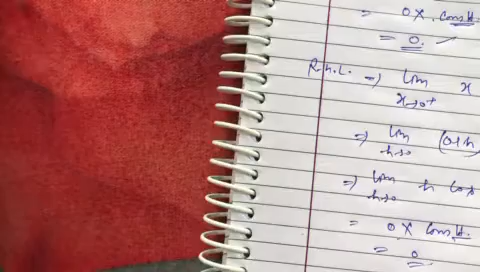 = 0 X const.
= 0.
R.h.L. → lim x
x→0+
⇒ lim (0+h
h→0
⇒ lim h cos
h→0
= 0 X const.
= 0